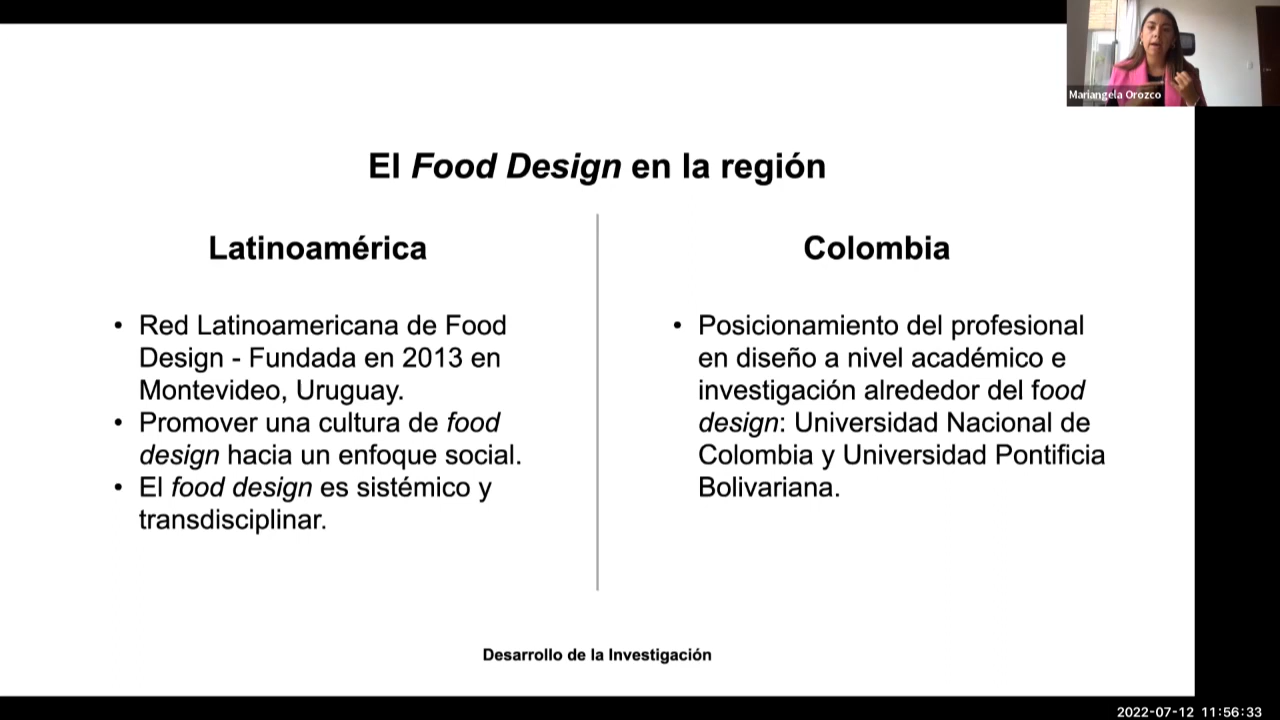 Mariangela Orozco
El Food Design en la región
Latinoamérica
• Red Latinoamericana de Food
Design - Fundada en 2013 en
Montevideo, Uruguay.
• Promover una cultura de food
design hacia un enfoque social.
• El food design es sistémico y
transdisciplinar.
Colombia
• Posicionamiento del profesional
en diseño a nivel académico e
investigación alrededor del food
design: Universidad Nacional de
Colombia y Universidad Pontificia
Bolivariana.
Desarrollo de la Investigación
2022-07-12 11:56:33